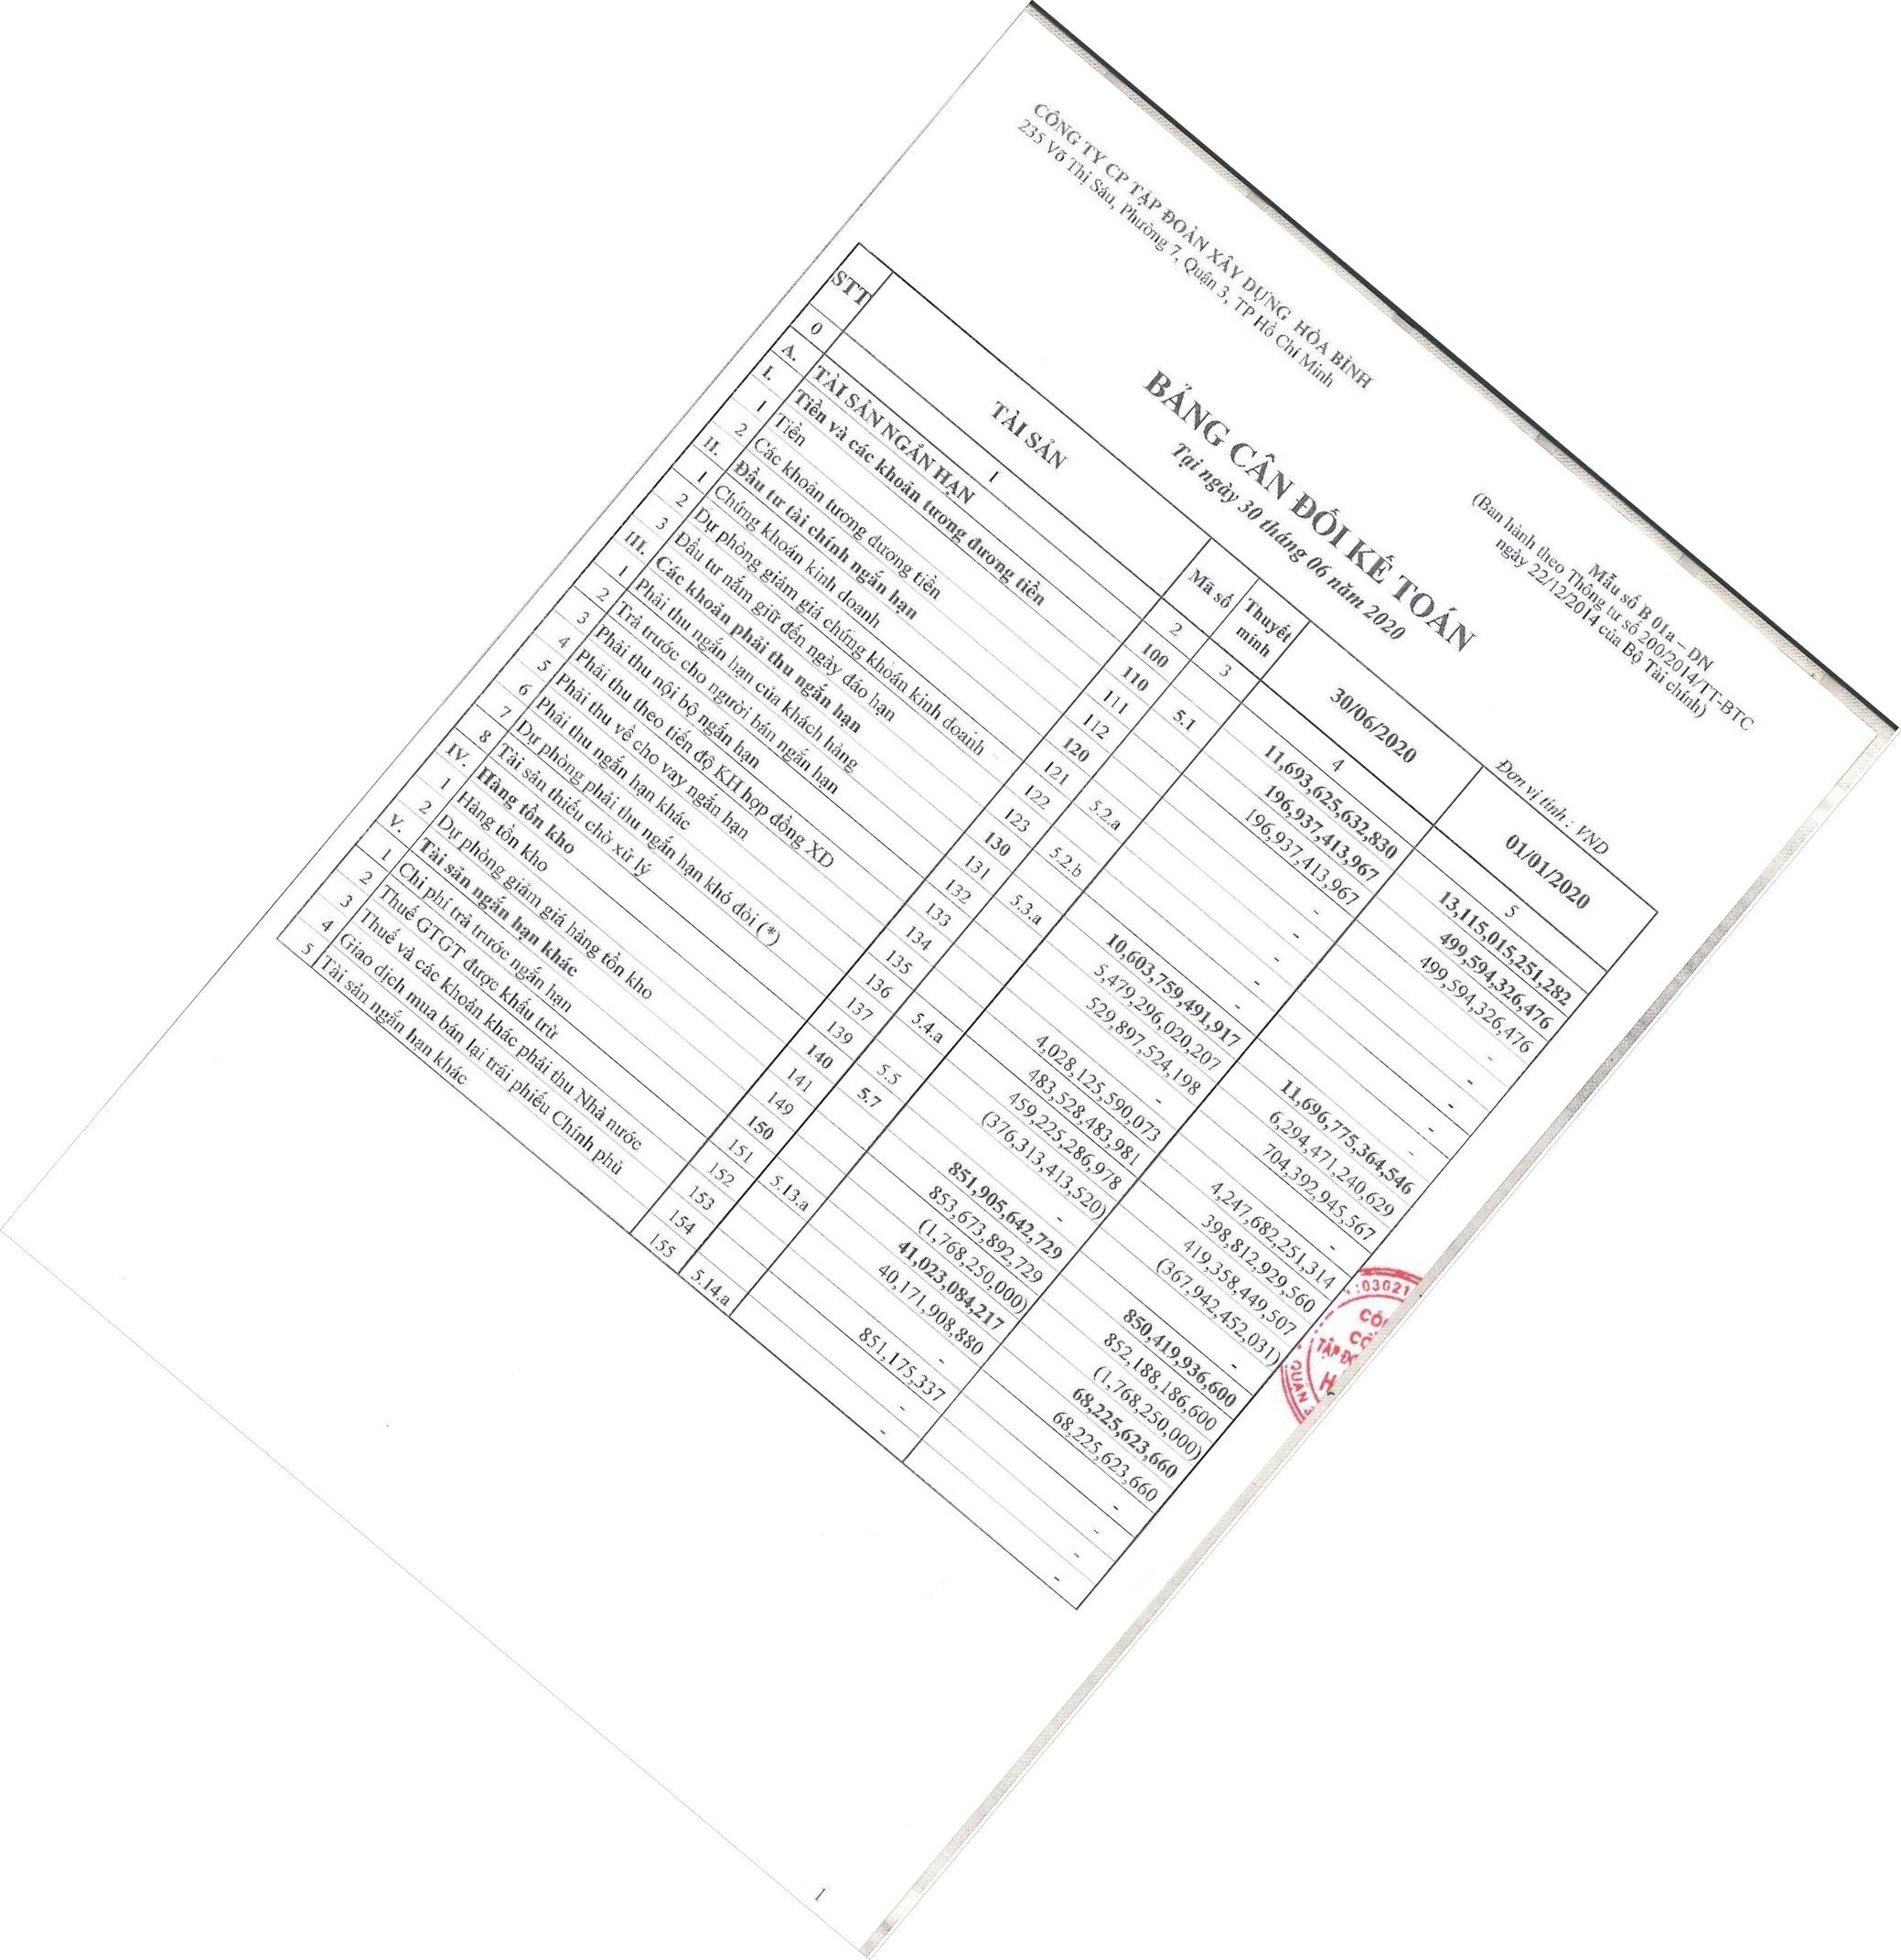 CÔNG TY CP TẬP ĐOÀN XÂY DỰNG HÒA BÌNH
235 Võ Thị Sáu, Phường 7, Quận 3, TP Hồ Chí Minh
Mẫu số B 01a – DN
(Ban hành theo Thông tư số 200/2014/TT-BTC
ngày 22/12/2014 của Bộ Tài chính)
BẢNG CÂN ĐỐI KẾ TOÁN
Tại ngày 30 tháng 06 năm 2020
Đơn vị tính : VND
STT TÀI SẢN Mã số Thuyết minh 30/06/2020 01/01/2020
0 1 2 3 4 5
A. TÀI SẢN NGẮN HẠN 100 11,693,625,632,830 13,115,015,251,282
I. Tiền và các khoản tương đương tiền 110 5.1 196,937,413,967 499,594,326,476
1 Tiền 111 196,937,413,967 499,594,326,476
2 Các khoản tương đương tiền 112 - -
II. Đầu tư tài chính ngắn hạn 120 - -
1 Chứng khoán kinh doanh 121 5.2.a - -
2 Dự phòng giảm giá chứng khoán kinh doanh 122 - -
3 Đầu tư nắm giữ đến ngày đáo hạn 123 5.2.b - -
III. Các khoản phải thu ngắn hạn 130 10,603,759,491,917 11,696,775,364,546
1 Phải thu ngắn hạn của khách hàng 131 5.3.a 5,479,296,020,207 6,294,471,240,629
2 Trả trước cho người bán ngắn hạn 132 529,897,524,198 704,392,945,567
3 Phải thu nội bộ ngắn hạn 133 - -
4 Phải thu theo tiến độ KH hợp đồng XD 134 4,028,125,590,073 4,247,682,251,314
5 Phải thu về cho vay ngắn hạn 135 483,528,483,981 398,812,929,560
6 Phải thu ngắn hạn khác 136 5.4.a 459,225,286,978 419,358,449,507
7 Dự phòng phải thu ngắn hạn khó đòi (*) 137 (376,313,413,520) (367,942,452,031)
8 Tài sản thiếu chờ xử lý 139 5.5 - -
IV. Hàng tồn kho 140 5.7 851,905,642,729 850,419,936,600
1 Hàng tồn kho 141 853,673,892,729 852,188,186,600
2 Dự phòng giảm giá hàng tồn kho 149 (1,768,250,000) (1,768,250,000)
V. Tài sản ngắn hạn khác 150 41,023,084,217 68,225,623,660
1 Chi phí trả trước ngắn hạn 151 5.13.a 40,171,908,880 68,225,623,660
2 Thuế GTGT được khấu trừ 152 - -
3 Thuế và các khoản khác phải thu Nhà nước 153 851,175,337 -
4 Giao dịch mua bán lại trái phiếu Chính phủ 154 - -
5 Tài sản ngắn hạn khác 155 5.14.a - -
03021
TẬP
QUẬN
1